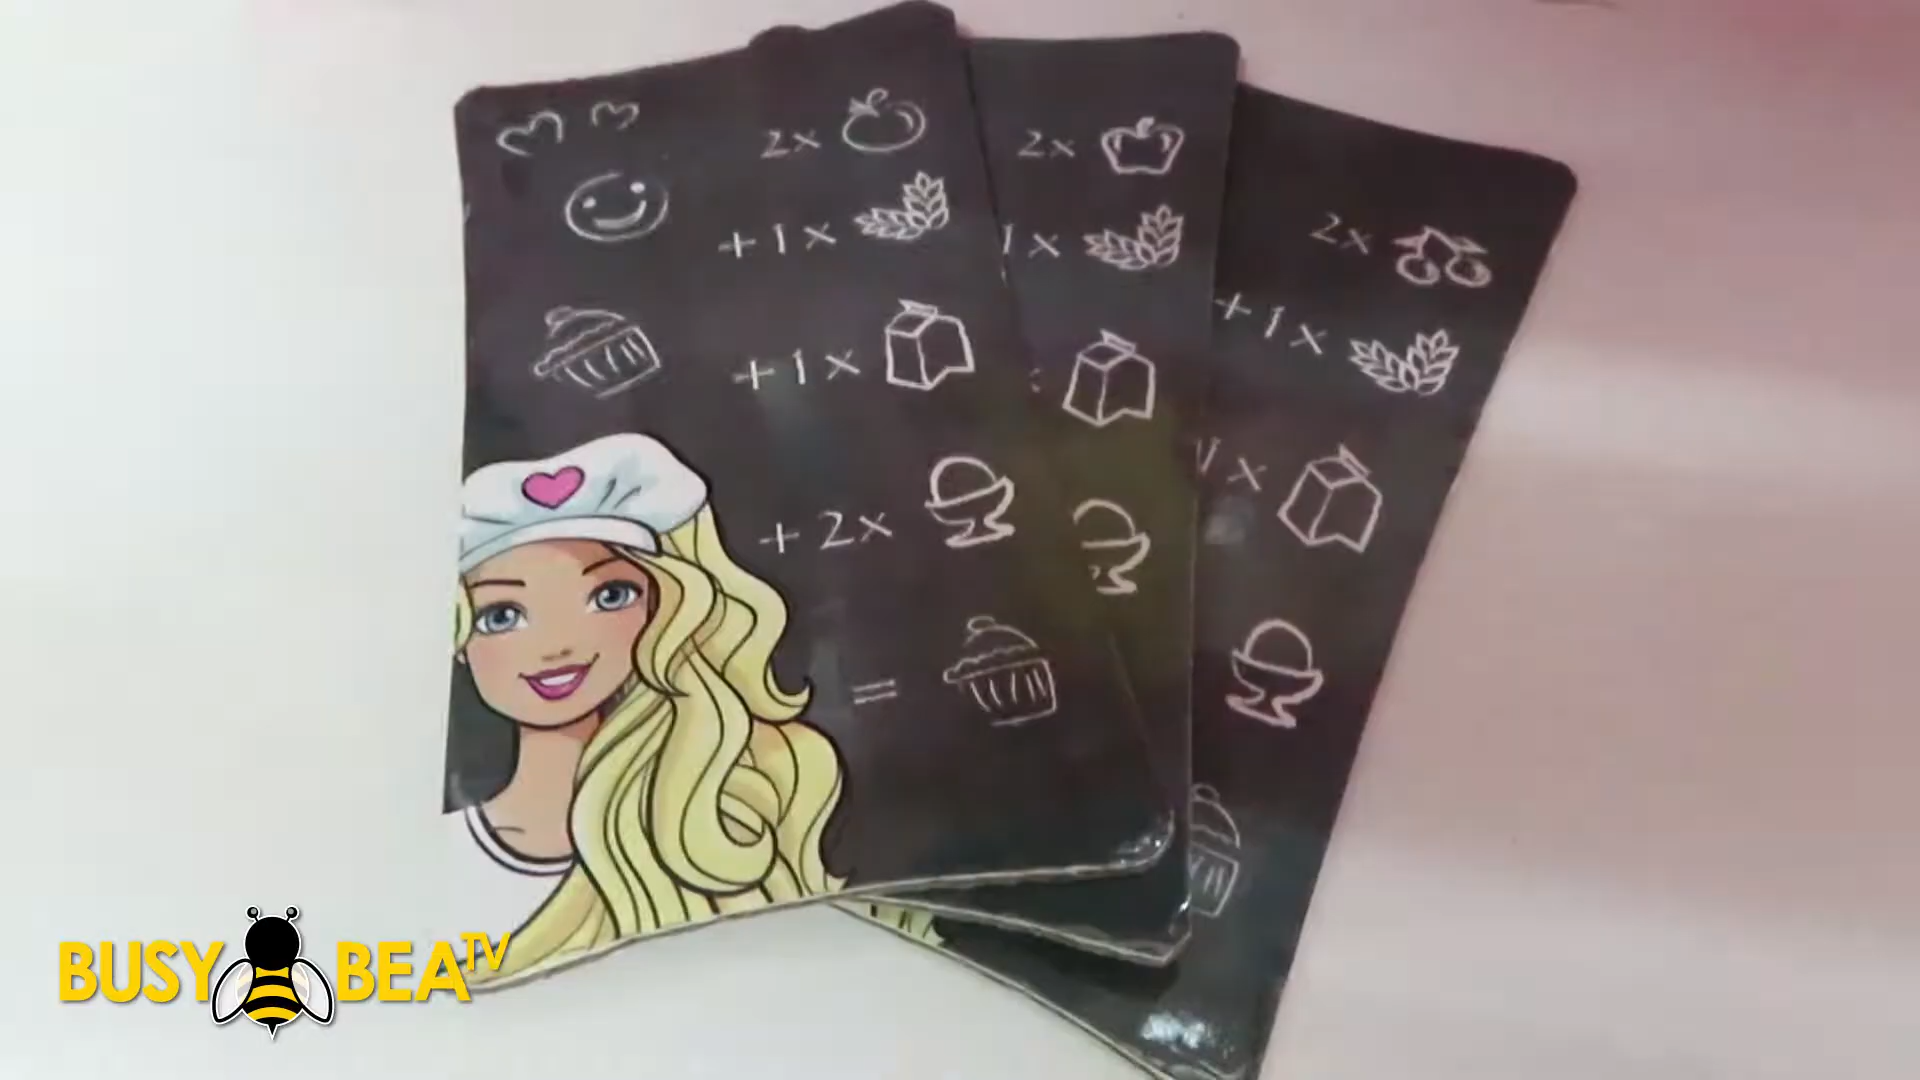 2x
+1x
+1x
+2x
=
2x
1x
2x
+1x
1x
BUSY BEA TV